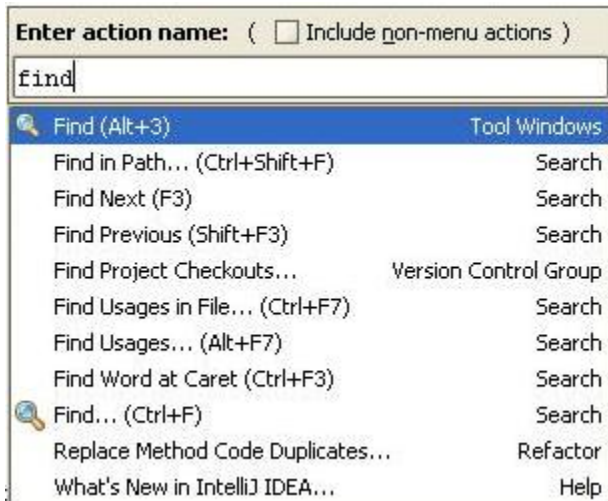 Enter action name: ( Include non-menu actions )
find
Find (Alt+3) Tool Windows
Find in Path... (Ctrl+Shift+F) Search
Find Next (F3) Search
Find Previous (Shift+F3) Search
Find Project Checkouts... Version Control Group
Find Usages in File... (Ctrl+F7) Search
Find Usages... (Alt+F7) Search
Find Word at Caret (Ctrl+F3) Search
Find... (Ctrl+F) Search
Replace Method Code Duplicates... Refactor
What's New in IntelliJ IDEA... Help